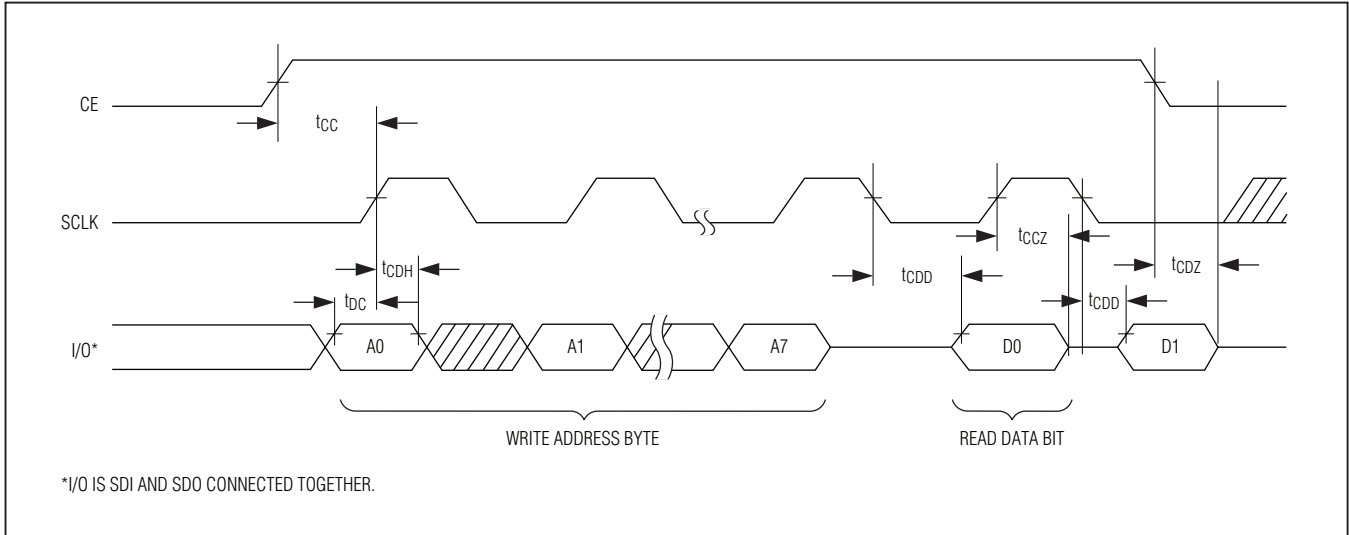 CE
tCC
SCLK
tCCZ
tCDH
tCDD
tCDZ
tDC
tCDD
I/O*
A0
A1
A7
D0
D1
WRITE ADDRESS BYTE
READ DATA BIT
*I/O IS SDI AND SDO CONNECTED TOGETHER.